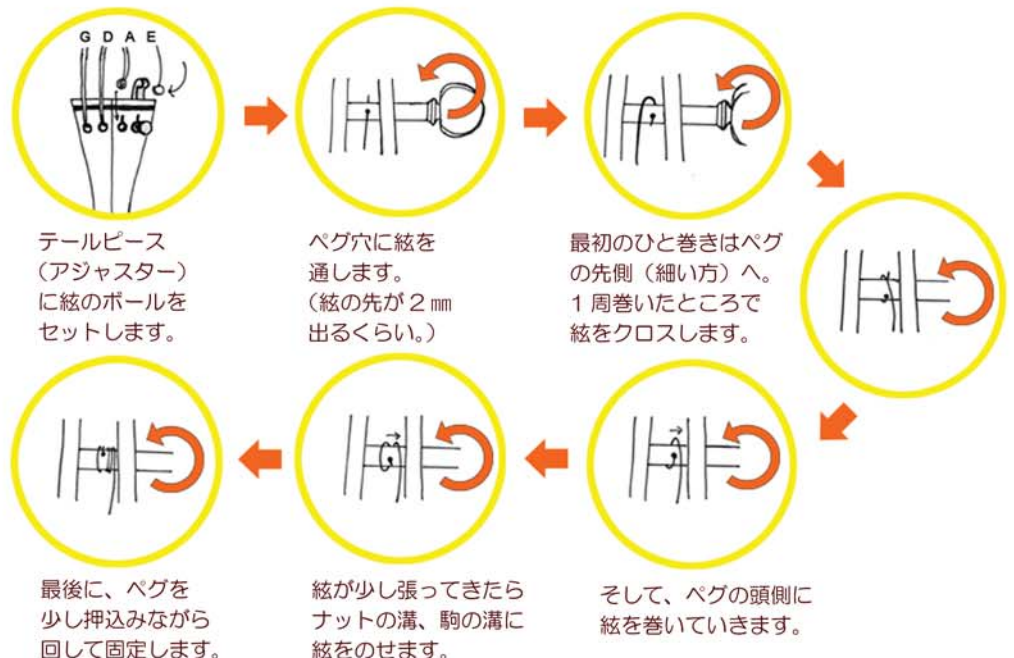 G D A E
テールピース
（アジャスター）
に絃のボールを
セットします。
ペグ穴に絃を
通します。
（絃の先が２㎜
出るくらい。）
最初のひと巻きはペグ
の先側（細い方）へ。
１周巻いたところで
絃をクロスします。
そして、ペグの頭側に
絃を巻いていきます。
絃が少し張ってきたら
ナットの溝、駒の溝に
絃をのせます。
最後に、ペグを
少し押込みながら
回して固定します。